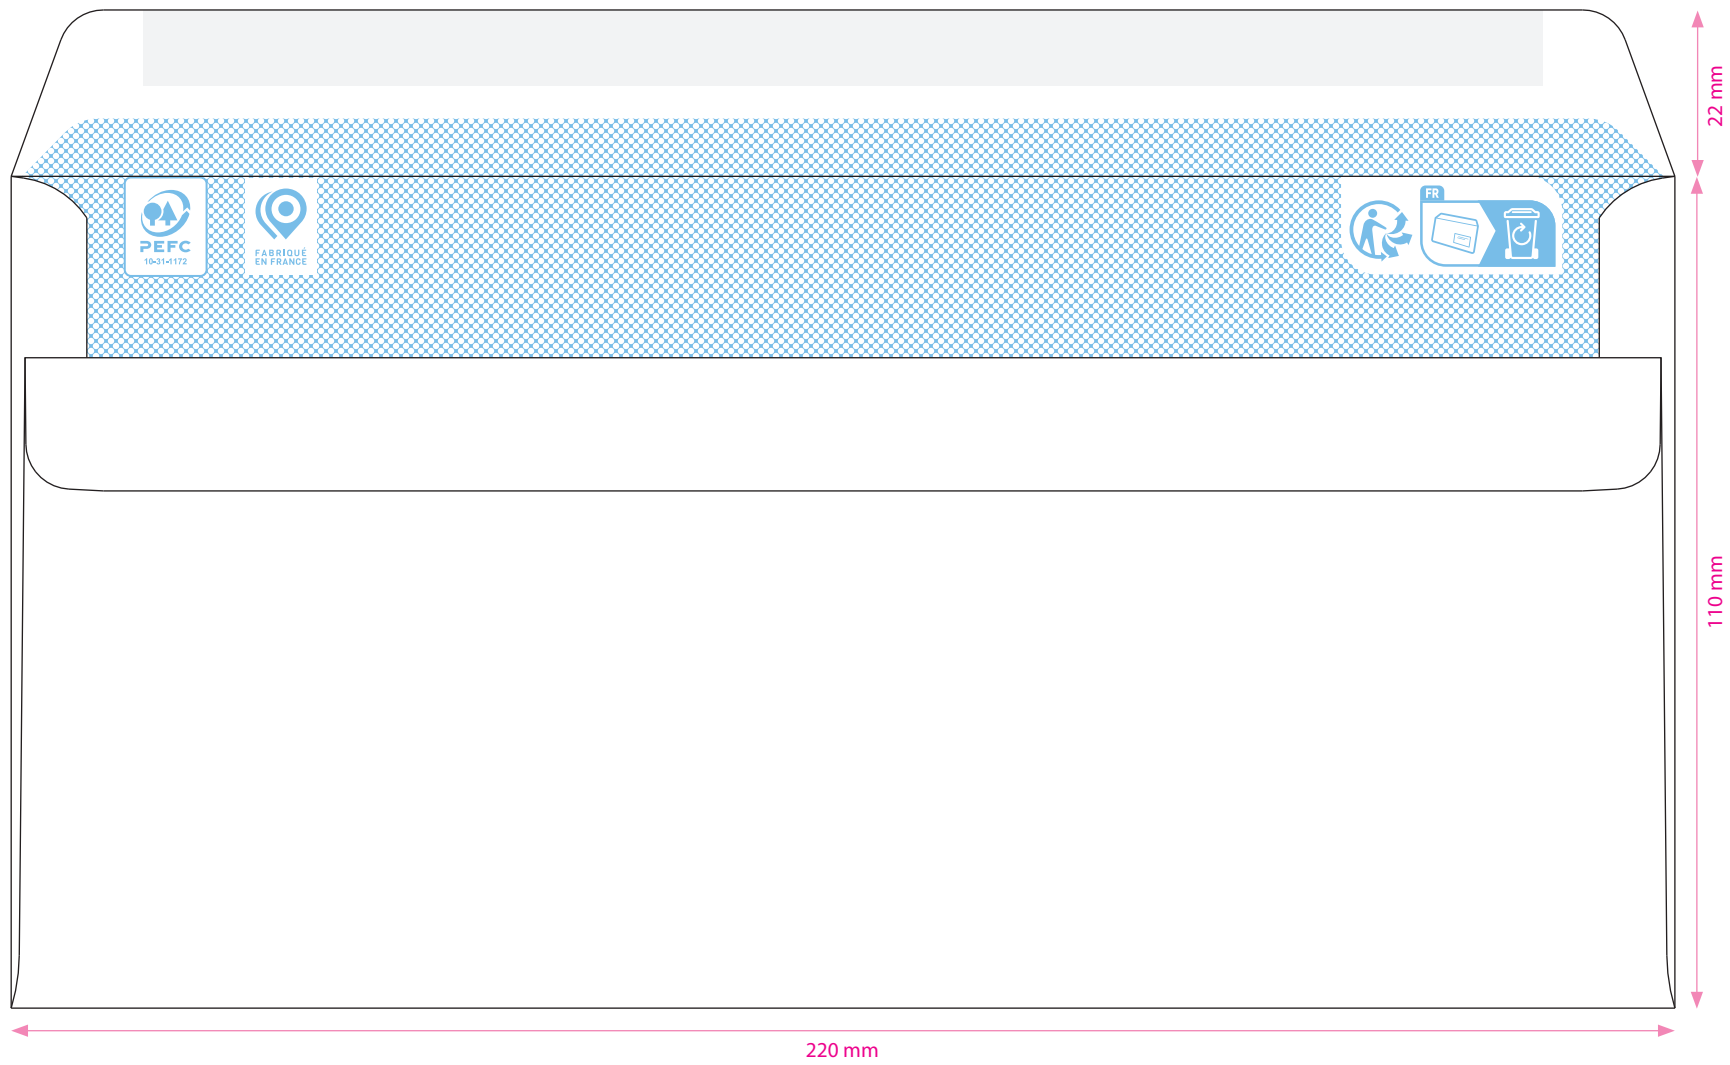 22 mm
PEFC
10-31-1172
FABRIQUÉ
EN FRANCE
FR
110 mm
220 mm